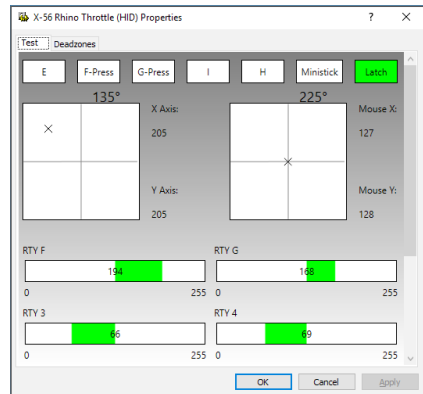 X-56 Rhino Throttle (HID) Properties
Test Deadzones
E F-Press G-Press I H Ministick Latch
135° 225°
X Axis: Mouse X:
205 127
Y Axis: Mouse Y:
205 128
RTY F RTY G
194 168
0 255 0 255
RTY 3 RTY 4
66 69
0 255 0 255
OK Cancel Apply